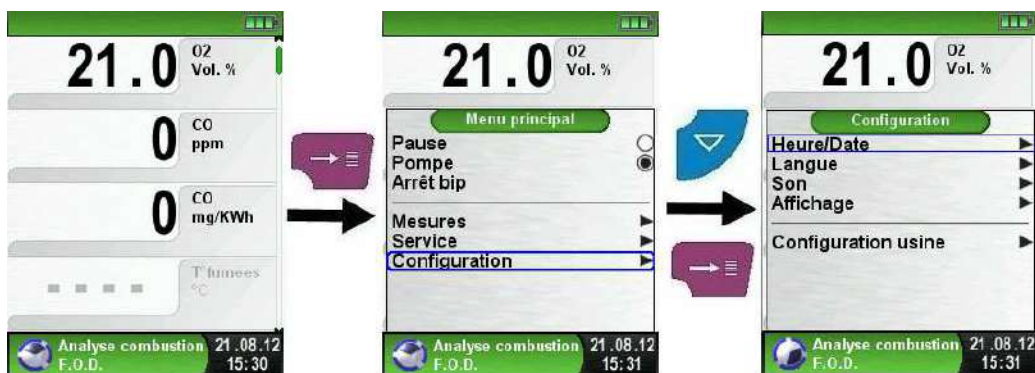 21.0 O2
Vol. %
0 CO
ppm
0 CO
mg/KWh
T°fumees
°C
Analyse combustion 21.08.12
F.O.D. 15:30
21.0 O2
Vol. %
Menu principal
Pause
Pompe
Arrêt bip
Mesures
Service
Configuration
Analyse combustion 21.08.12
F.O.D. 15:31
21.0 O2
Vol. %
Configuration
Heure/Date
Langue
Son
Affichage
Configuration usine
Analyse combustion 21.08.12
F.O.D. 15:31